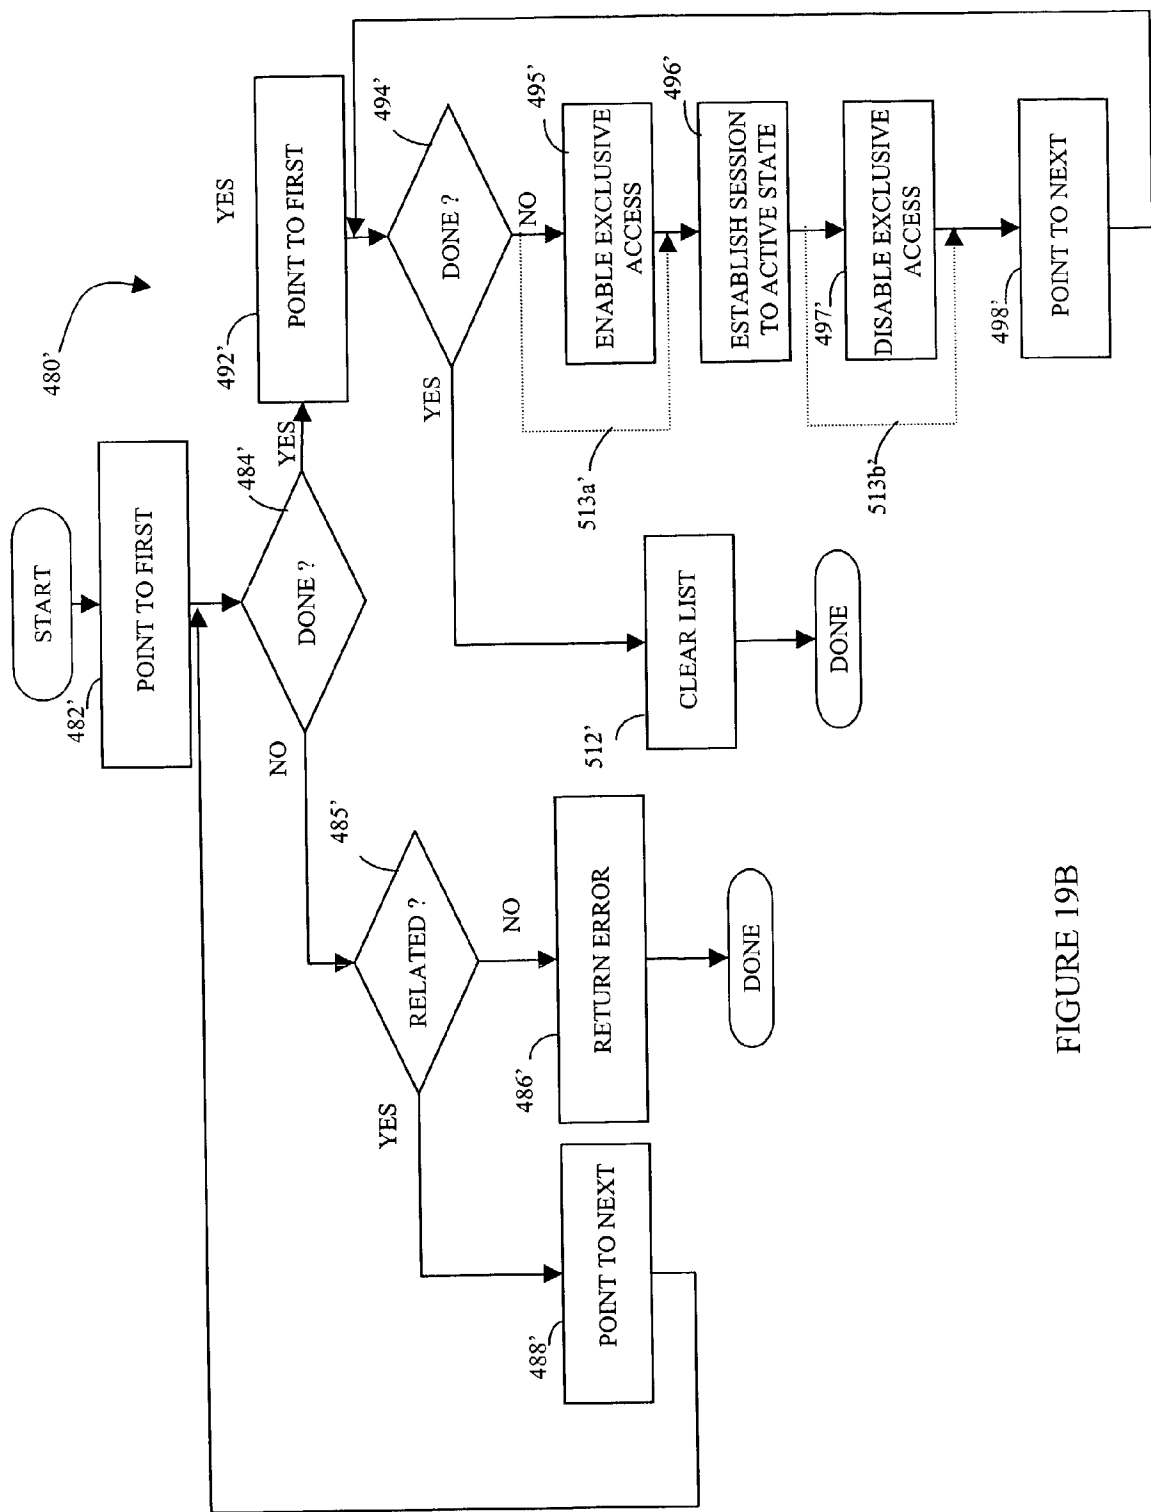 480'
START
482'
POINT TO FIRST
484'
DONE ?
YES
NO
492'
YES
POINT TO FIRST
494'
DONE ?
YES
NO
495'
ENABLE EXCLUSIVE
ACCESS
513a'
496'
ESTABLISH SESSION
TO ACTIVE STATE
497'
DISABLE EXCLUSIVE
ACCESS
513b'
498'
POINT TO NEXT
512'
CLEAR LIST
DONE
485'
RELATED ?
YES
NO
486'
RETURN ERROR
DONE
488'
POINT TO NEXT
FIGURE 19B